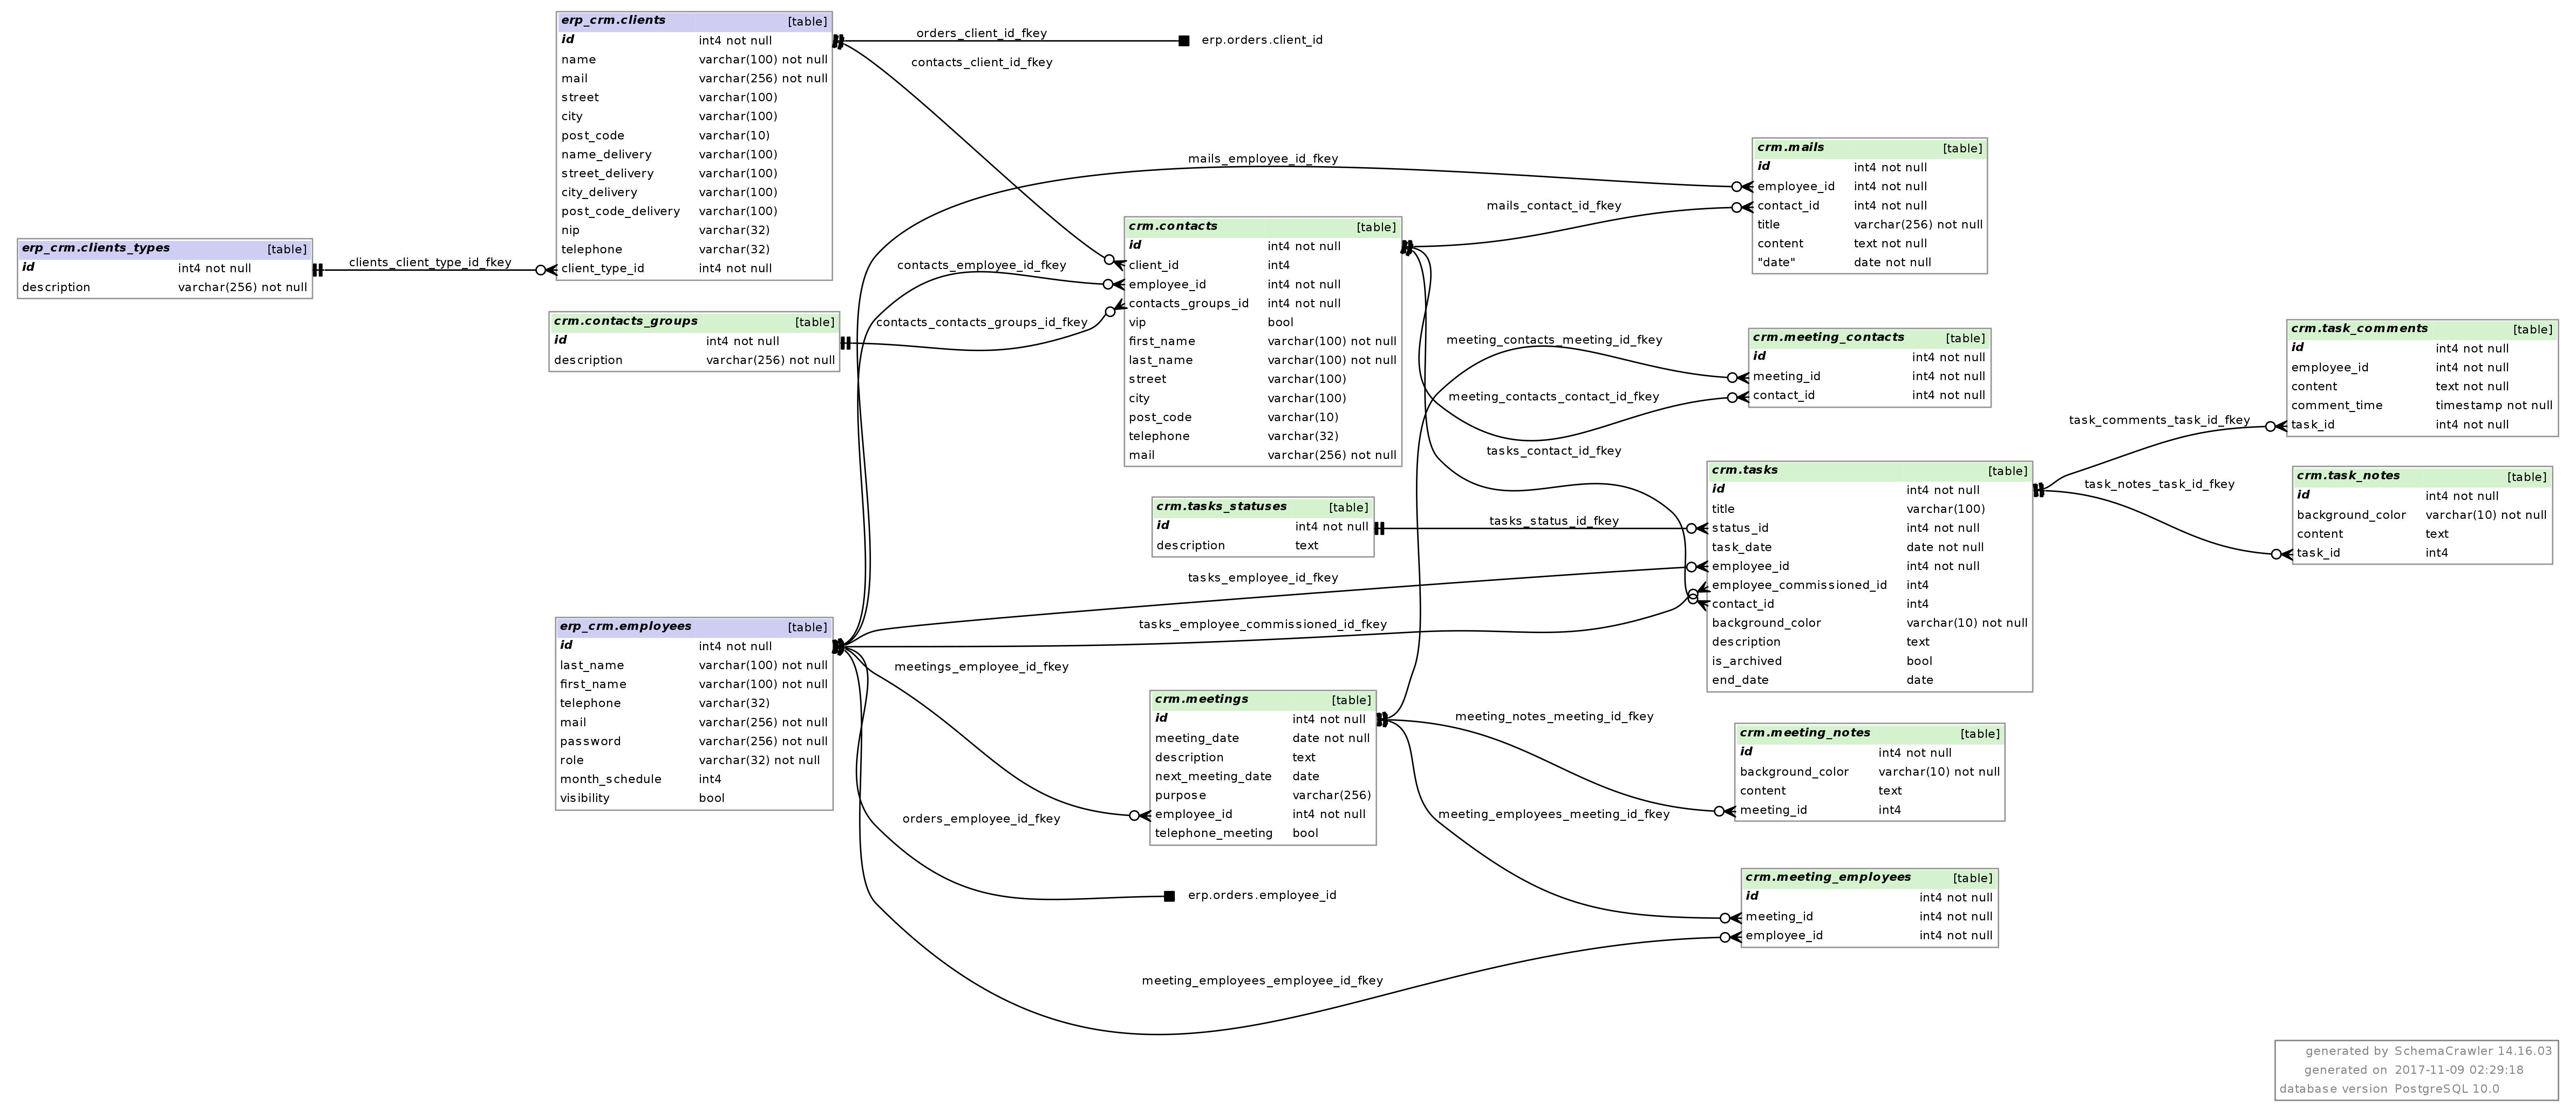 erp_crm.clients [table]
id int4 not null
name varchar(100) not null
mail varchar(256) not null
street varchar(100)
city varchar(100)
post_code varchar(10)
name_delivery varchar(100)
street_delivery varchar(100)
city_delivery varchar(100)
post_code_delivery varchar(100)
nip varchar(32)
telephone varchar(32)
client_type_id int4 not null
orders_client_id_fkey
erp.orders.client_id
contacts_client_id_fkey
erp_crm.clients_types [table]
id int4 not null
description varchar(256) not null
clients_client_type_id_fkey
crm.contacts_groups [table]
id int4 not null
description varchar(256) not null
mails_employee_id_fkey
contacts_employee_id_fkey
contacts_contacts_groups_id_fkey
crm.contacts [table]
id int4 not null
client_id int4
employee_id int4 not null
contacts_groups_id int4 not null
vip bool
first_name varchar(100) not null
last_name varchar(100) not null
street varchar(100)
city varchar(100)
post_code varchar(10)
telephone varchar(32)
mail varchar(256) not null
mails_contact_id_fkey
crm.mails [table]
id int4 not null
employee_id int4 not null
contact_id int4 not null
title varchar(256) not null
content text not null
"date" date not null
meeting_contacts_meeting_id_fkey
meeting_contacts_contact_id_fkey
tasks_contact_id_fkey
crm.meeting_contacts [table]
id int4 not null
meeting_id int4 not null
contact_id int4 not null
crm.task_comments [table]
id int4 not null
employee_id int4 not null
content text not null
comment_time timestamp not null
task_id int4 not null
task_comments_task_id_fkey
task_notes_task_id_fkey
crm.task_notes [table]
id int4 not null
background_color varchar(10) not null
content text
task_id int4
crm.tasks [table]
id int4 not null
title varchar(100)
status_id int4 not null
task_date date not null
employee_id int4 not null
employee_commissioned_id int4
contact_id int4
background_color varchar(10) not null
description text
is_archived bool
end_date date
crm.tasks_statuses [table]
id int4 not null
description text
tasks_status_id_fkey
tasks_employee_id_fkey
tasks_employee_commissioned_id_fkey
erp_crm.employees [table]
id int4 not null
last_name varchar(100) not null
first_name varchar(100) not null
telephone varchar(32)
mail varchar(256) not null
password varchar(256) not null
role varchar(32) not null
month_schedule int4
visibility bool
meetings_employee_id_fkey
crm.meetings [table]
id int4 not null
meeting_date date not null
description text
next_meeting_date date
purpose varchar(256)
employee_id int4 not null
telephone_meeting bool
meeting_notes_meeting_id_fkey
crm.meeting_notes [table]
id int4 not null
background_color varchar(10) not null
content text
meeting_id int4
meeting_employees_meeting_id_fkey
orders_employee_id_fkey
erp.orders.employee_id
crm.meeting_employees [table]
id int4 not null
meeting_id int4 not null
employee_id int4 not null
meeting_employees_employee_id_fkey
generated by SchemaCrawler 14.16.03
generated on 2017-11-09 02:29:18
database version PostgreSQL 10.0